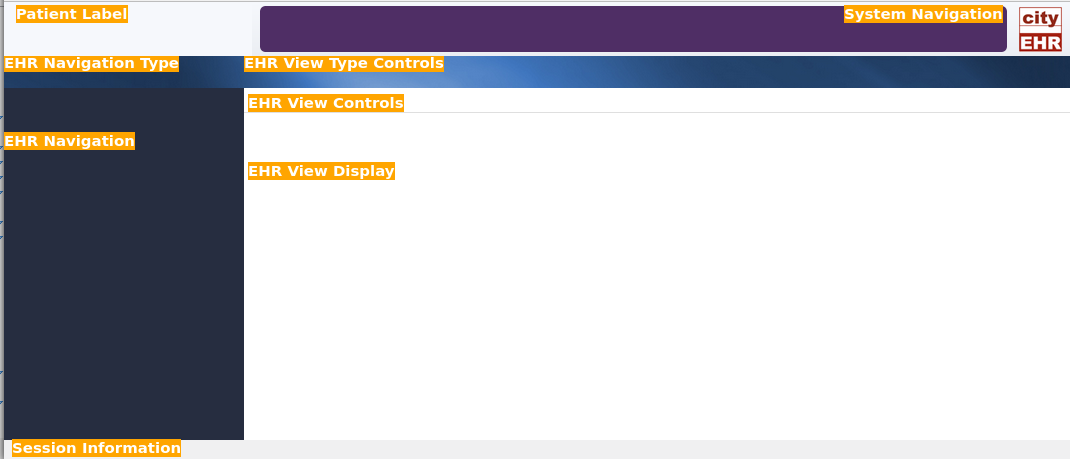 Patient Label
System Navigation
city
EHR
EHR Navigation Type
EHR View Type Controls
EHR View Controls
EHR Navigation
EHR View Display
Session Information